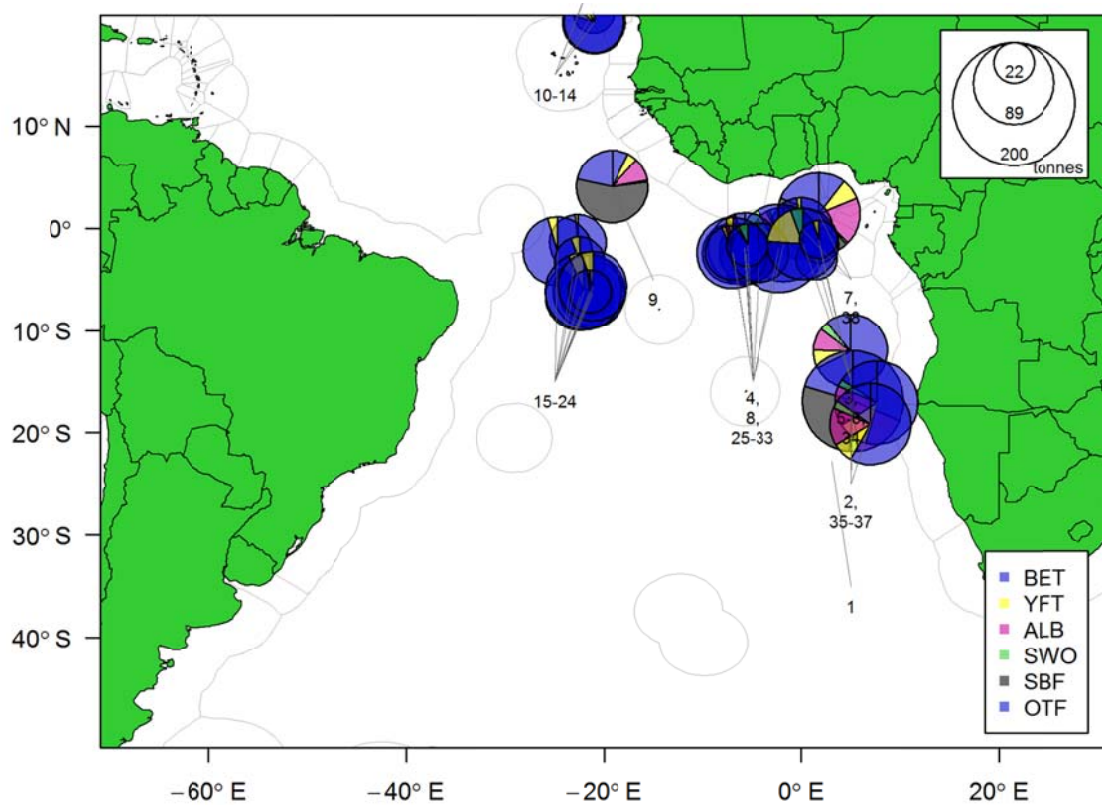 22
89
200
tonnes
10-14
10° N
0° S
9
7,
38
10° S
15-24
4,
8,
25-33
20° S
2,
35-37
30° S
1
40° S
BET
YFT
ALB
SWO
SBF
OTF
−60° E
−40° E
−20° E
0° E
20° E